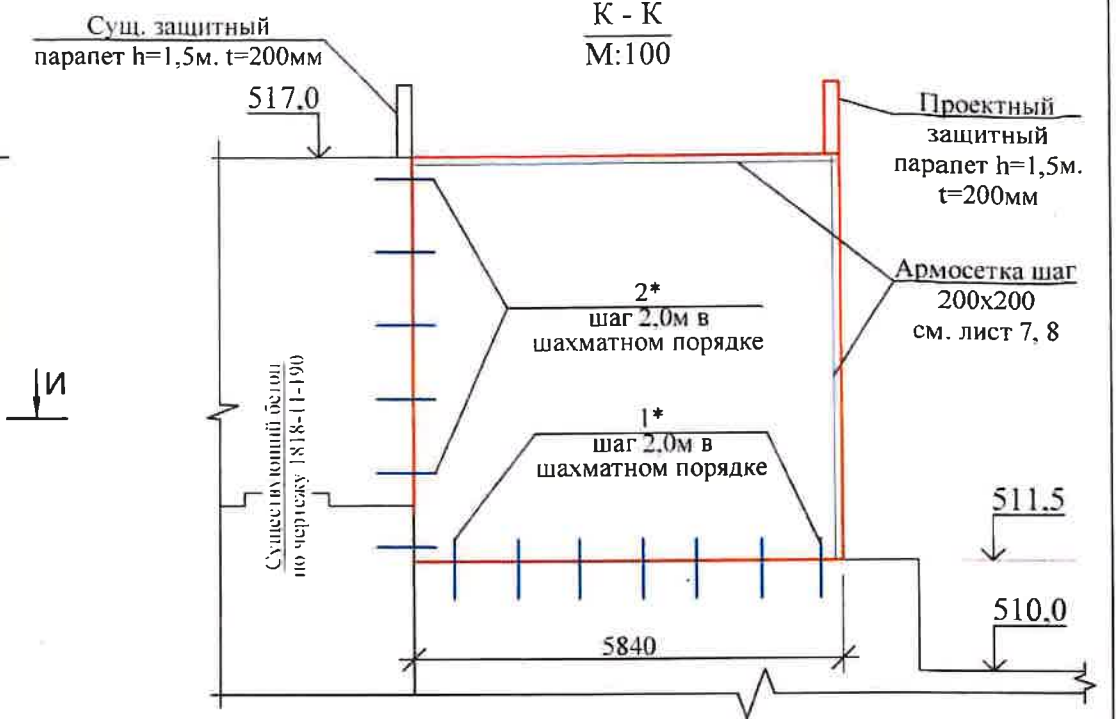 К - К
М:100
Сущ. защитный
парапет h=1,5м. t=200мм
517,0
Проектный
защитный
парапет h=1,5м.
t=200мм
Армосетка шаг
200х200
см. лист 7, 8
2*
шаг 2,0м в
шахматном порядке
И
1*
шаг 2,0м в
шахматном порядке
Существующий бетон
по чертежу 1818-11-190
511,5
510,0
5840